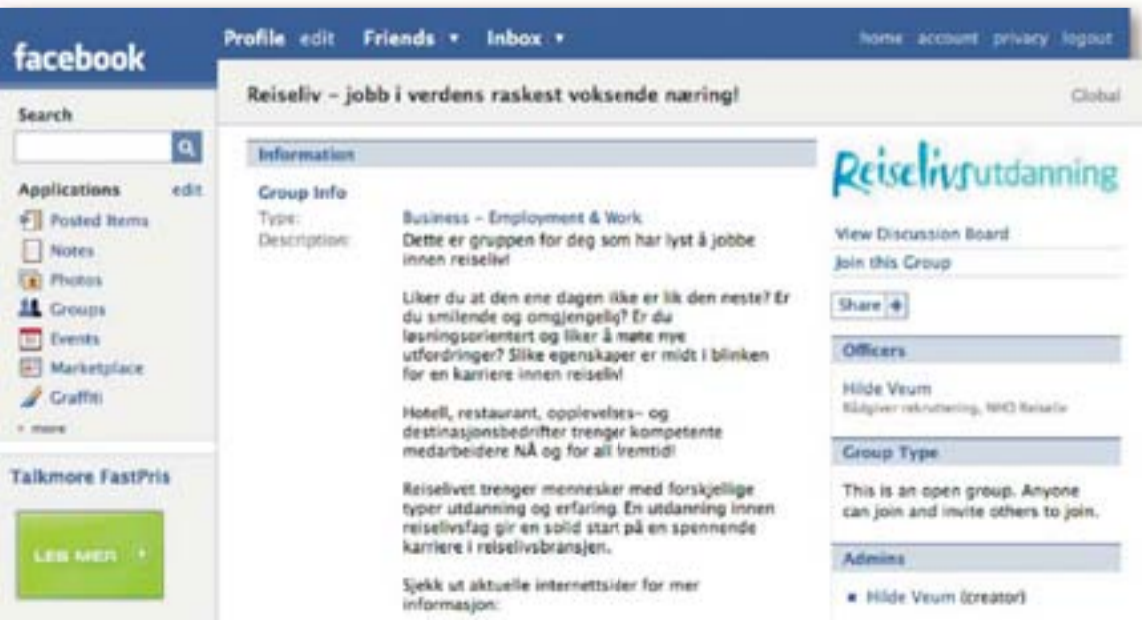 facebook
Profile edit Friends Inbox
home account privacy logout
Search
Applications edit
Posted Items
Notes
Photos
Groups
Events
Marketplace
Graffiti
more
Talkmore FastPris
LES MER
Reiseliv – jobb i verdens raskest voksende næring!
Global
Information
Group Info
Type: Business – Employment & Work
Description: Dette er gruppen for deg som har lyst å jobbe
innen reiseliv!
Liker du at den ene dagen ikke er lik den neste? Er
du smilende og omgjengelig? Er du
løsningsorientert og liker å møte nye
utfordringer? Slike egenskaper er midt i blinken
for en karriere innen reiseliv!
Hotell, restaurant, opplevelses- og
destinasjonsbedrifter trenger kompetente
medarbeidere NÅ og for all fremtid!
Reiselivet trenger mennesker med forskjellige
typer utdanning og erfaring. En utdanning innen
reiselivsfag gir en solid start på en spennende
karriere i reiselivsbransjen.
Sjekk ut aktuelle internettsider for mer
informasjon:
Reiselivsutdanning
View Discussion Board
Join this Group
Share +
Officers
Hilde Veum
Rådgiver rekruttering, NHO Reiseliv
Group Type
This is an open group. Anyone
can join and invite others to join.
Admins
Hilde Veum (creator)